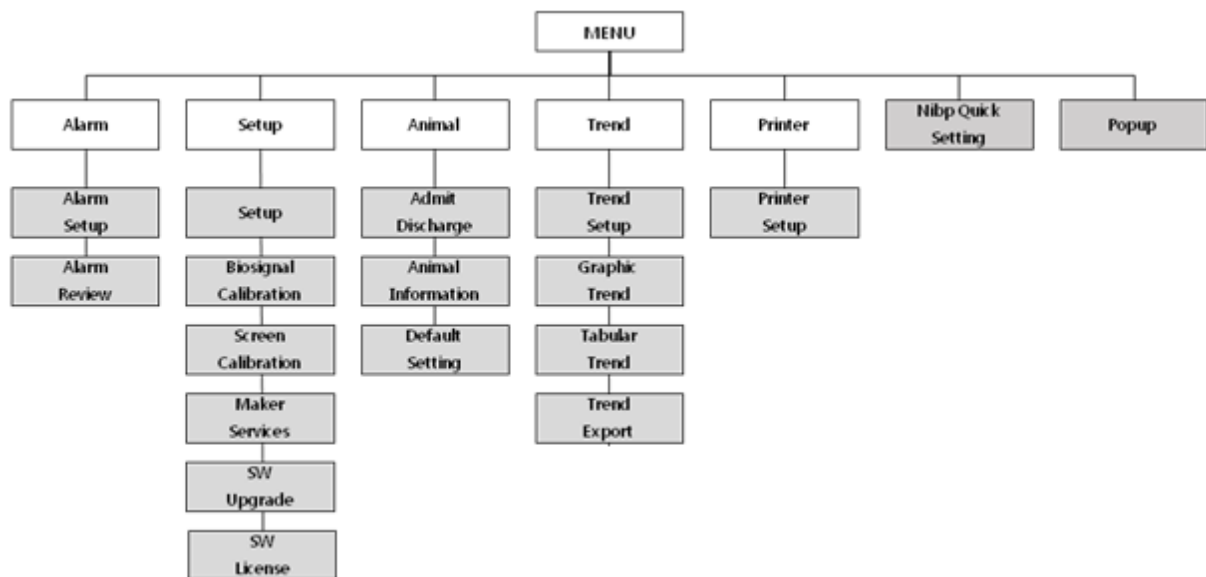 MENU
Alarm
Setup
Animal
Trend
Printer
Nibp Quick
Setting
Popup
Alarm
Setup
Alarm
Review
Setup
Biosignal
Calibration
Screen
Calibration
Maker
Services
SW
Upgrade
SW
License
Admit
Discharge
Animal
Information
Default
Setting
Trend
Setup
Graphic
Trend
Tabular
Trend
Trend
Export
Printer
Setup